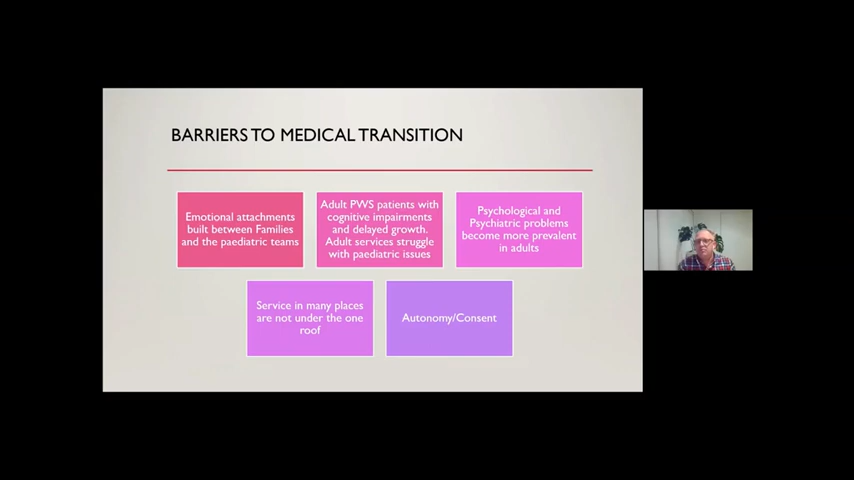 BARRIERS TO MEDICAL TRANSITION
Emotional attachments
built between Families
and the paediatric teams
Adult PWS patients with
cognitive impairments
and delayed growth.
Adult services struggle
with paediatric issues
Psychological and
Psychiatric problems
become more prevalent
in adults
Service in many places
are not under the one
roof
Autonomy/Consent